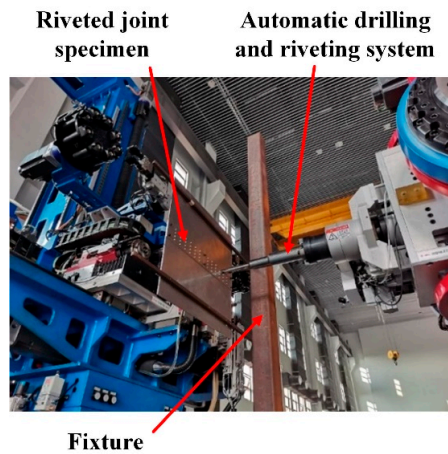 Riveted joint
specimen
Automatic drilling
and riveting system
Fixture